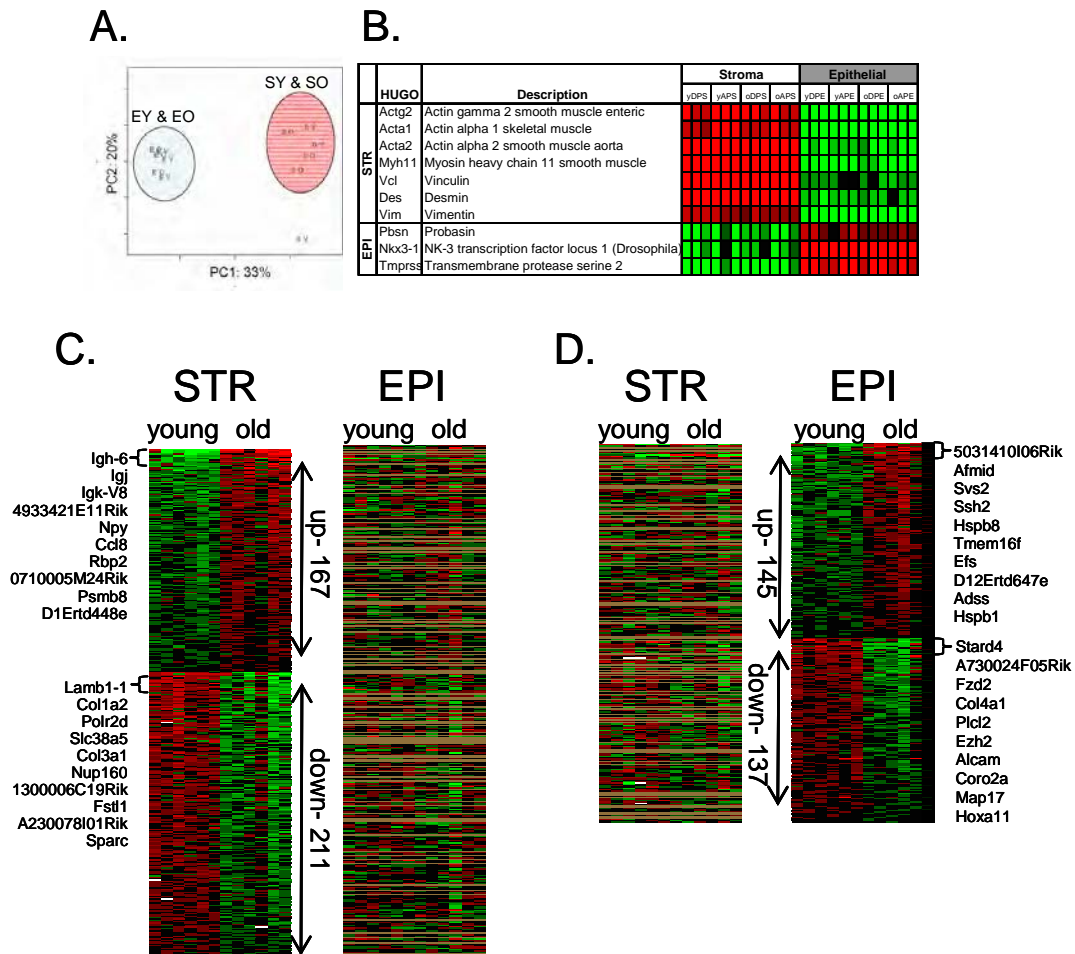 A.
SY & SO
EY & EO
PC2: 20%
PC1: 33%
B.
Stroma Epithelial
HUGO Description yDPS yAPS oDPS oAPS yDPE yAPE oDPE oAPE
STR
Actg2 Actin gamma 2 smooth muscle enteric
Acta1 Actin alpha 1 skeletal muscle
Acta2 Actin alpha 2 smooth muscle aorta
Myh11 Myosin heavy chain 11 smooth muscle
Vcl Vinculin
Des Desmin
Vim Vimentin
EPI
Pbsn Probasin
Nkx3-1 NK-3 transcription factor locus 1 (Drosophila)
Tmprss Transmembrane protease serine 2
C.
STR EPI
young old young old
Igh-6
Igj
Igk-V8
4933421E11Rik
Npy
Ccl8
Rbp2
0710005M24Rik
Psmb8
D1Ertd448e
up- 167
Lamb1-1
Col1a2
Polr2d
Slc38a5
Col3a1
Nup160
1300006C19Rik
Fstl1
A230078I01Rik
Sparc
down- 211
D.
STR EPI
young old young old
up- 145
5031410I06Rik
Afmid
Svs2
Ssh2
Hspb8
Tmem16f
Efs
D12Ertd647e
Adss
Hspb1
down- 137
Stard4
A730024F05Rik
Fzd2
Col4a1
Plcl2
Ezh2
Alcam
Coro2a
Map17
Hoxa11